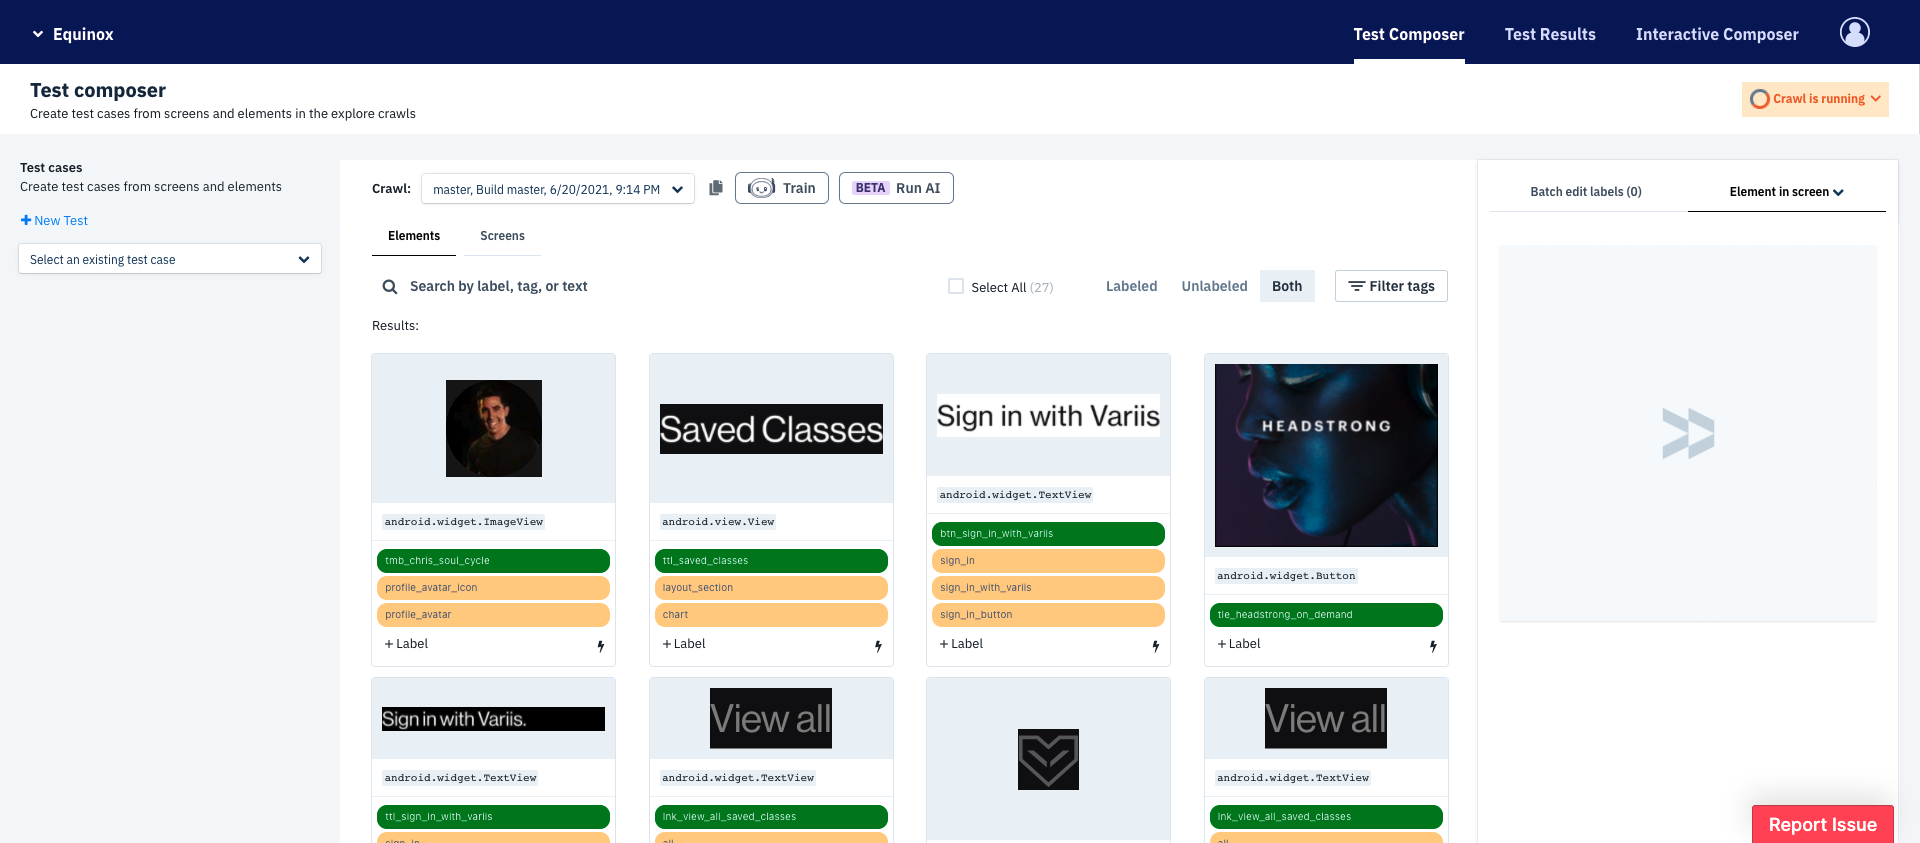 Equinox
Test Composer
Test Results
Interactive Composer
Test composer
Create test cases from screens and elements in the explore crawls
Crawl is running
Test cases
Create test cases from screens and elements
New Test
Select an existing test case
Crawl:
master, Build master, 6/20/2021, 9:14 PM
Train
BETA Run AI
Elements
Screens
Search by label, tag, or text
Select All (27)
Labeled
Unlabeled
Both
Filter tags
Results:
android.widget.ImageView
tmb_chris_soul_cycle
profile_avatar_icon
profile_avatar
+ Label
Saved Classes
android.view.View
ttl_saved_classes
layout_section
chart
+ Label
Sign in with Variis
android.widget.TextView
btn_sign_in_with_variis
sign_in
sign_in_with_variis
sign_in_button
+ Label
HEADSTRONG
android.widget.Button
tle_headstrong_on_demand
+ Label
Sign in with Variis.
android.widget.TextView
ttl_sign_in_with_variis
sign_in
View all
android.widget.TextView
lnk_view_all_saved_classes
all
View all
android.widget.TextView
lnk_view_all_saved_classes
all
Batch edit labels (0)
Element in screen
Report Issue